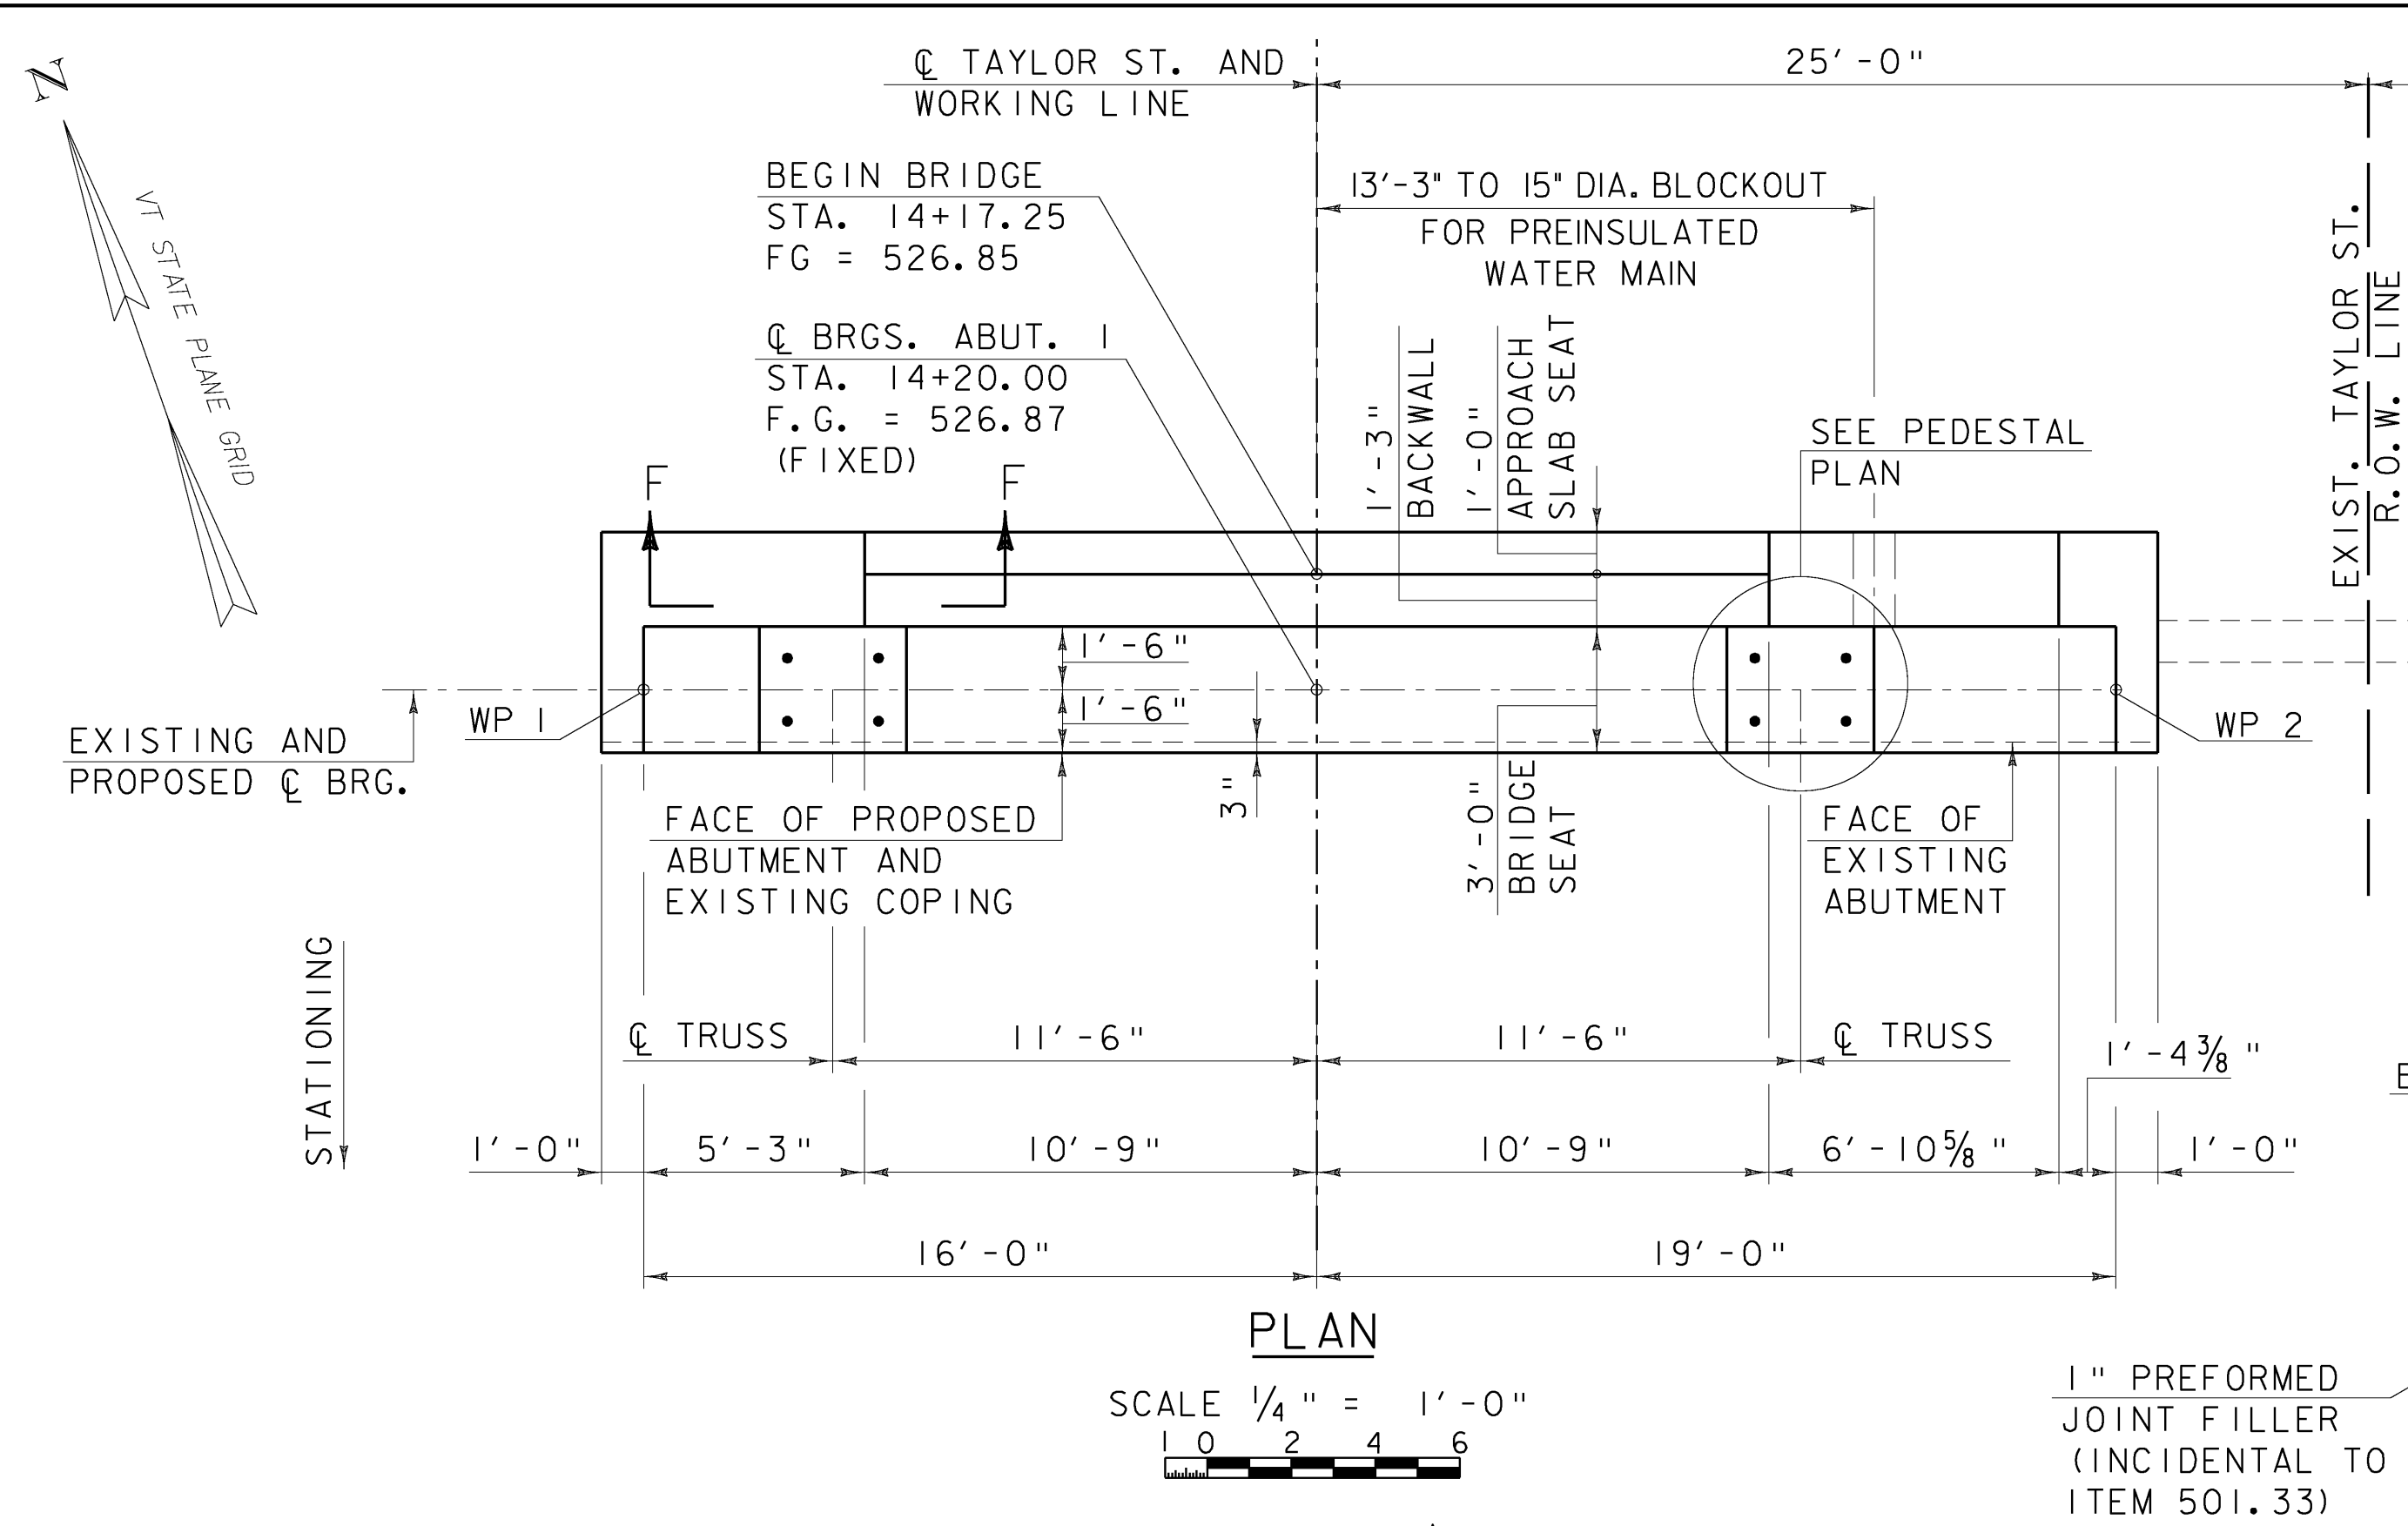 ℄ TAYLOR ST. AND
WORKING LINE
25'-0"
N
VT STATE PLANE GRID
BEGIN BRIDGE
STA. 14+17.25
FG = 526.85
13'-3" TO 15" DIA. BLOCKOUT
FOR PREINSULATED
WATER MAIN
℄ BRGS. ABUT. 1
STA. 14+20.00
F.G. = 526.87
(FIXED)
1'-3"
BACKWALL
1'-0"
APPROACH
SLAB SEAT
SEE PEDESTAL
PLAN
EXIST. TAYLOR ST.
R.O.W. LINE
F
F
1'-6"
1'-6"
WP 1
WP 2
EXISTING AND
PROPOSED ℄ BRG.
FACE OF PROPOSED
ABUTMENT AND
EXISTING COPING
3"
3'-0"
BRIDGE
SEAT
FACE OF
EXISTING
ABUTMENT
STATIONING
℄ TRUSS
11'-6"
11'-6"
℄ TRUSS
1'-4⅜"
1'-0"
5'-3"
10'-9"
10'-9"
6'-10⅝"
1'-0"
16'-0"
19'-0"
PLAN
SCALE ¼" = 1'-0"
1 0 2 4 6
1" PREFORMED
JOINT FILLER
(INCIDENTAL TO
ITEM 501.33)